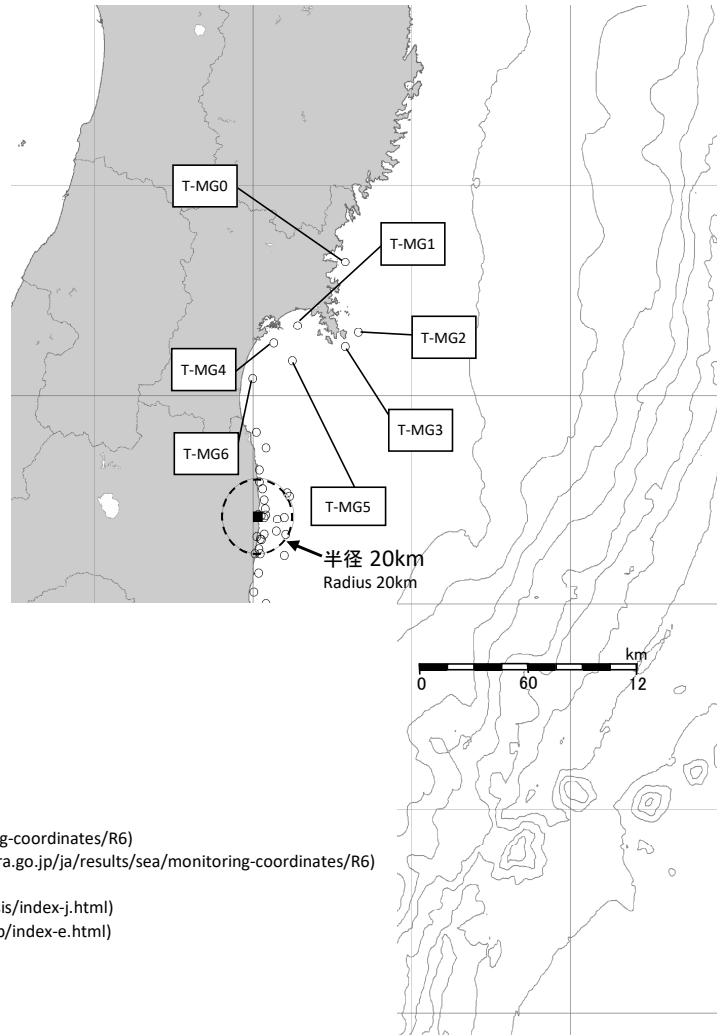 T-MG0
T-MG1
T-MG2
T-MG4
T-MG3
T-MG6
T-MG5
半径 20km
Radius 20km
km
0 60 12
g-coordinates/R6)
ra.go.jp/ja/results/sea/monitoring-coordinates/R6)
sis/index-j.html)
p/index-e.html)